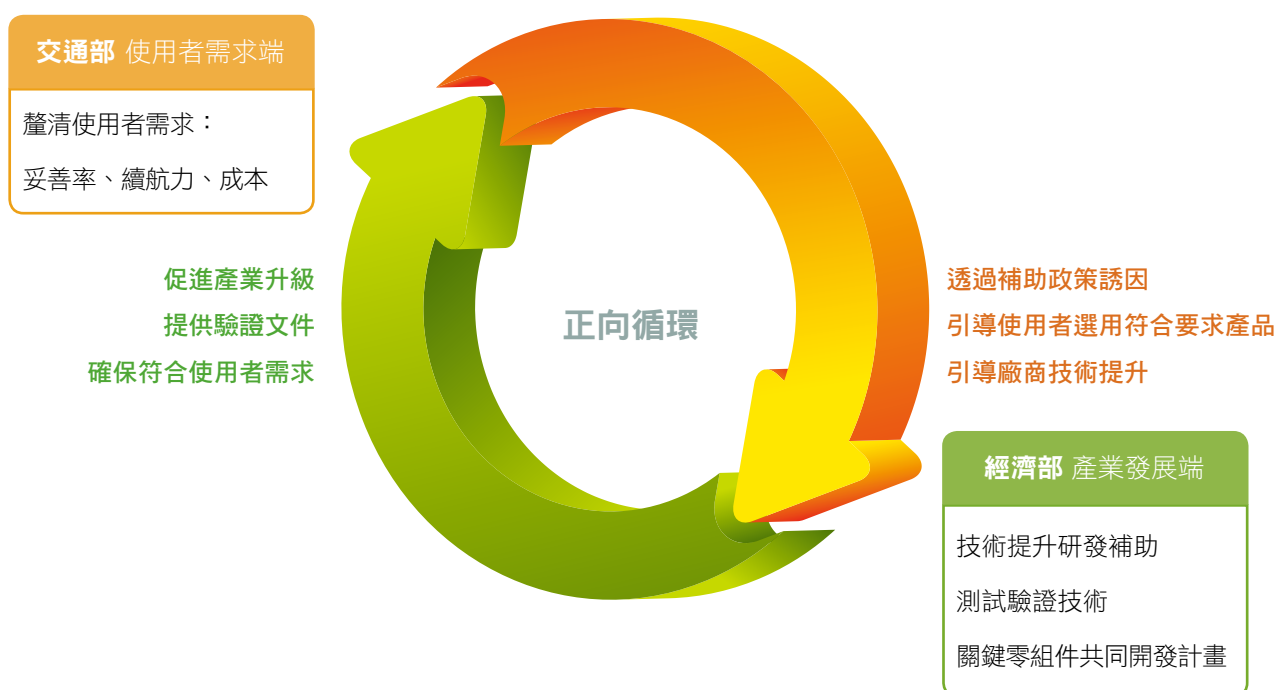 交通部 使用者需求端
釐清使用者需求：
妥善率、續航力、成本
促進產業升級
提供驗證文件
確保符合使用者需求
正向循環
透過補助政策誘因
引導使用者選用符合要求產品
引導廠商技術提升
經濟部 產業發展端
技術提升研發補助
測試驗證技術
關鍵零組件共同開發計畫